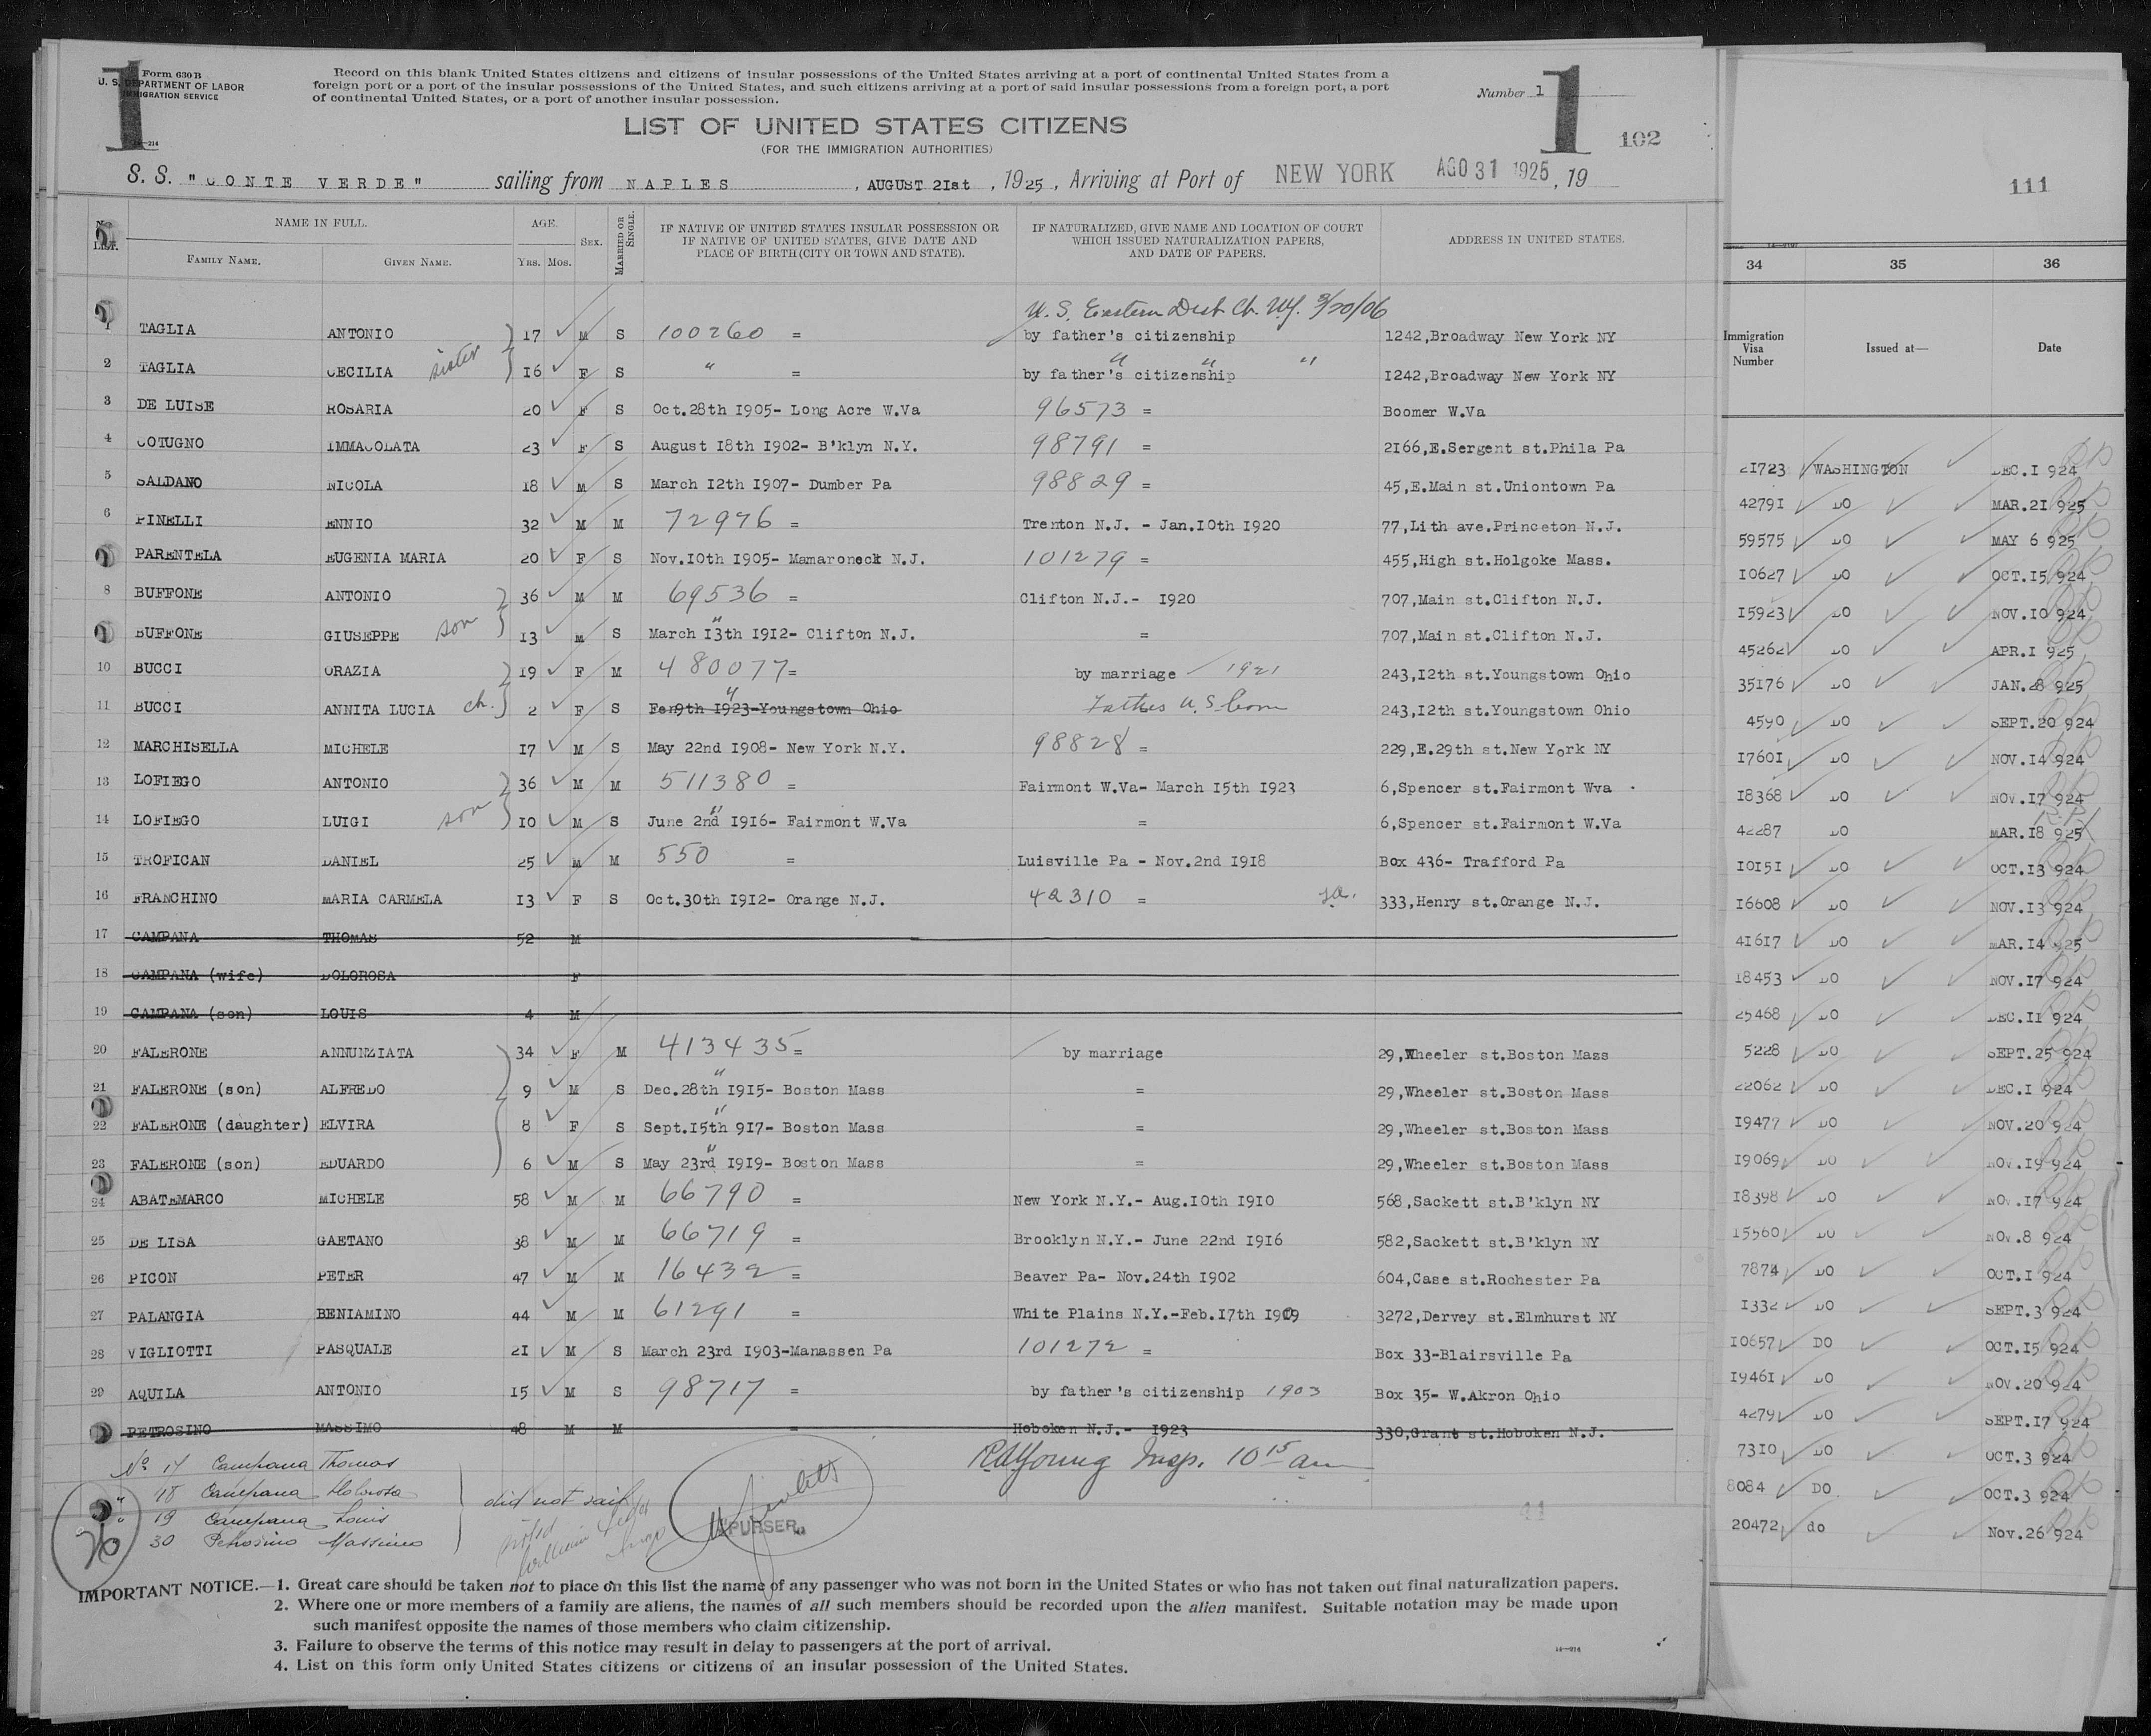 1
Form 630 B
U. S. DEPARTMENT OF LABOR
IMMIGRATION SERVICE
14—214
Record on this blank United States citizens and citizens of insular possessions of the United States arriving at a port of continental United States from a
foreign port or a port of the insular possessions of the United States, and such citizens arriving at a port of said insular possessions from a foreign port, a port
of continental United States, or a port of another insular possession.
Number 1
1
102
LIST OF UNITED STATES CITIZENS
(FOR THE IMMIGRATION AUTHORITIES)
S. S. "CONTE VERDE" sailing from NAPLES, AUGUST 21st, 1925, Arriving at Port of NEW YORK AGO 31 1925, 19
NAME IN FULL. AGE. SEX. MARRIED OR SINGLE. IF NATIVE OF UNITED STATES INSULAR POSSESSION OR IF NATIVE OF UNITED STATES, GIVE DATE AND PLACE OF BIRTH (CITY OR TOWN AND STATE). IF NATURALIZED, GIVE NAME AND LOCATION OF COURT WHICH ISSUED NATURALIZATION PAPERS, AND DATE OF PAPERS. ADDRESS IN UNITED STATES.
LIST. FAMILY NAME. GIVEN NAME. YRS. MOS.
U. S. Eastern Dist. Ct. N.Y. 3/20/06
1 TAGLIA ANTONIO 17 M S 100260 = by father's citizenship 1242,Broadway New York NY
2 TAGLIA CECILIA sister 16 F S " = by father's citizenship " " " 1242,Broadway New York NY
3 DE LUISE ROSARIA 20 F S Oct.28th 1905- Long Acre W.Va 96573 = Boomer W.Va
4 COTUGNO IMMACOLATA 23 F S August 18th 1902- B'klyn N.Y. 98791 = 2166,E.Sergent st.Phila Pa
5 SALDANO NICOLA 18 M S March 12th 1907- Dumber Pa 98829 = 45,E.Main st.Uniontown Pa
6 PINELLI ENNIO 32 M M 72976 = Trenton N.J. - Jan.10th 1920 77,Lith ave.Princeton N.J.
PARENTELA EUGENIA MARIA 20 F S Nov.10th 1905- Mamaroneck N.J. 101279 = 455,High st.Holgoke Mass.
8 BUFFONE ANTONIO 36 M M 69536 = Clifton N.J.- 1920 707,Main st.Clifton N.J.
BUFFONE GIUSEPPE son 13 M S " March 13th 1912- Clifton N.J. = 707,Main st.Clifton N.J.
10 BUCCI ORAZIA 19 F M 480077= by marriage 1921 243,12th st.Youngstown Ohio
11 BUCCI ANNITA LUCIA ch. 2 F S " Fen9th 1923-Youngstown Ohio Father U.S born 243,12th st.Youngstown Ohio
12 MARCHISELLA MICHELE 17 M S May 22nd 1908- New York N.Y. 98828 = 229,E.29th st.New York NY
13 LOFIEGO ANTONIO 36 M M 511380 = Fairmont W.Va- March 15th 1923 6,Spencer st.Fairmont Wva
14 LOFIEGO LUIGI son 10 M S " June 2nd 1916- Fairmont W.Va = 6,Spencer st.Fairmont W.Va
15 TROFICAN DANIEL 25 M M 550 = Luisville Pa - Nov.2nd 1918 Box 436- Trafford Pa
16 FRANCHINO MARIA CARMELA 13 F S Oct.30th 1912- Orange N.J. 42310 = 333,Henry st.Orange N.J.
17 CAMPANA THOMAS 52 M
18 CAMPANA (wife) DOLOROSA F
19 CAMPANA (son) LOUIS 4 M
20 FALERONE ANNUNZIATA 34 F M 413435= by marriage 29,Wheeler st.Boston Mass
21 FALERONE (son) ALFREDO 9 M S " Dec.28th 1915- Boston Mass = 29,Wheeler st.Boston Mass
22 FALERONE (daughter) ELVIRA 8 F S " Sept.15th 917- Boston Mass = 29,Wheeler st.Boston Mass
23 FALERONE (son) EDUARDO 6 M S " May 23rd 1919- Boston Mass = 29,Wheeler st.Boston Mass
24 ABATEMARCO MICHELE 58 M M 66790 = New York N.Y.- Aug.10th 1910 568,Sackett st.B'klyn NY
25 DE LISA GAETANO 38 M M 66719 = Brooklyn N.Y.- June 22nd 1916 582,Sackett st.B'klyn NY
26 PICON PETER 47 M M 16432 = Beaver Pa- Nov.24th 1902 604,Case st.Rochester Pa
27 PALANGIA BENIAMINO 44 M M 61291 = White Plains N.Y.-Feb.17th 1909 3272,Dervey st.Elmhurst NY
28 VIGLIOTTI PASQUALE 21 M S March 23rd 1903-Manassen Pa 101272 = Box 33-Blairsville Pa
29 AQUILA ANTONIO 15 M S 98717 = by father's citizenship 1903 Box 35- W.Akron Ohio
PETROSINO MASSIMO 48 M M = Hoboken N.J.- 1923 330,Grant st.Hoboken N.J.
No 17 Campana Thomas
" 18 Campana Dolorosa
" 19 Campana Louis
30 Petrosino Massimo
did not sail
noted
William
Insp
PURSER
RAYoung Insp. 10 15 am
26
41
IMPORTANT NOTICE.—1. Great care should be taken not to place on this list the name of any passenger who was not born in the United States or who has not taken out final naturalization papers.
2. Where one or more members of a family are aliens, the names of all such members should be recorded upon the alien manifest. Suitable notation may be made upon
such manifest opposite the names of those members who claim citizenship.
3. Failure to observe the terms of this notice may result in delay to passengers at the port of arrival.
4. List on this form only United States citizens or citizens of an insular possession of the United States.
14—214
111
34 35 36
Immigration Visa Number Issued at— Date
21723 WASHINGTON DEC.1 924
42791 DO MAR.21 925
59575 DO MAY 6 925
10627 DO OCT.15 924
15923 DO NOV.10 924
45262 DO APR.1 925
35176 DO JAN.28 925
4590 DO SEPT.20 924
17601 DO NOV.14 924
18368 DO NOV.17 924
42287 DO MAR.18 925
10151 DO OCT.13 924
16608 DO NOV.13 924
41617 DO MAR.14 925
18453 DO NOV.17 924
25468 DO DEC.11 924
5228 DO SEPT.25 924
22062 DO DEC.1 924
19477 DO NOV.20 924
19069 DO NOV.19 924
18398 DO NOV.17 924
15560 DO NOV.8 924
7874 DO OCT.1 924
1332 DO SEPT.3 924
10657 DO OCT.15 924
19461 DO NOV.20 924
4279 DO SEPT.17 924
7310 DO OCT.3 924
8084 DO. OCT.3 924
20472 do Nov.26 924